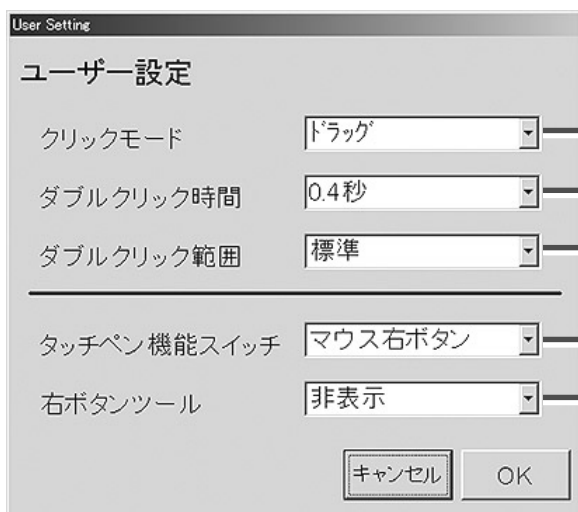 User Setting
ユーザー設定
クリックモード ﾄﾞﾗｯｸﾞ
ダブルクリック時間 0.4秒
ダブルクリック範囲 標準
タッチペン機能スイッチ マウス右ボタン
右ボタンツール 非表示
キャンセル OK